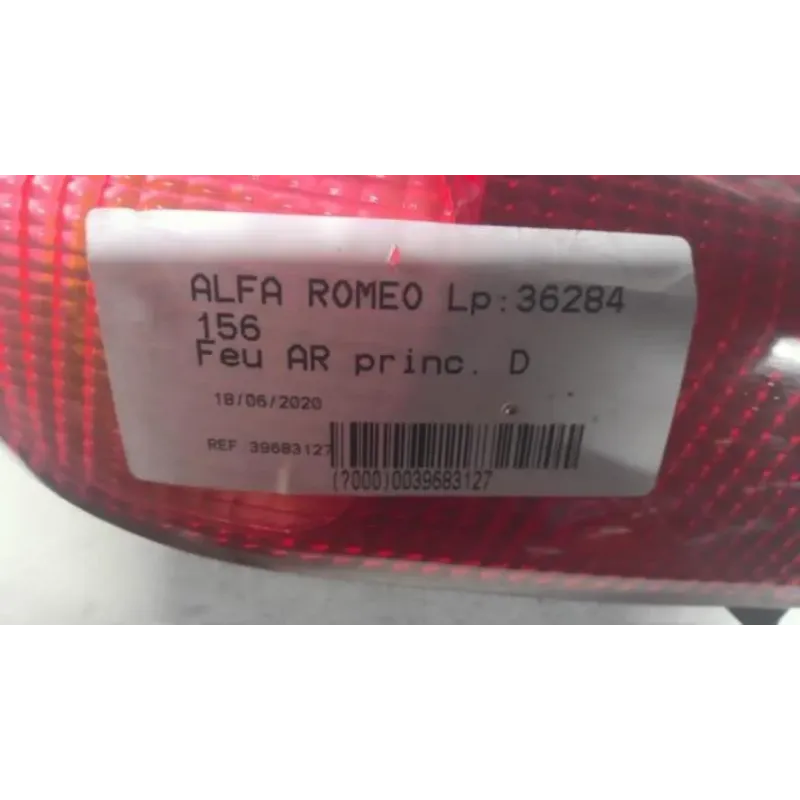 ALFA ROMEO Lp:36284
156
Feu AR princ. D
18/06/2020
REF 39683127
(7000)0039683127